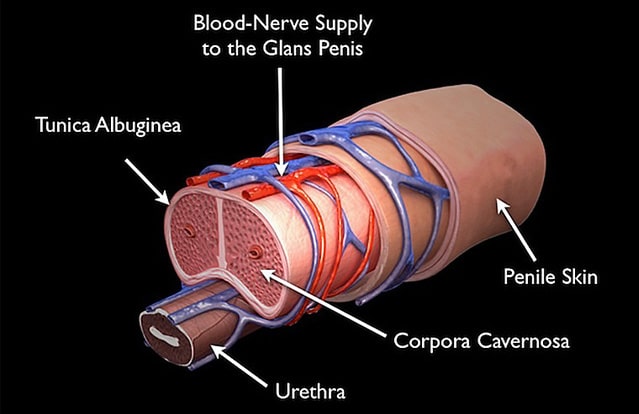 Blood-Nerve Supply
to the Glans Penis
Tunica Albuginea
Penile Skin
Corpora Cavernosa
Urethra